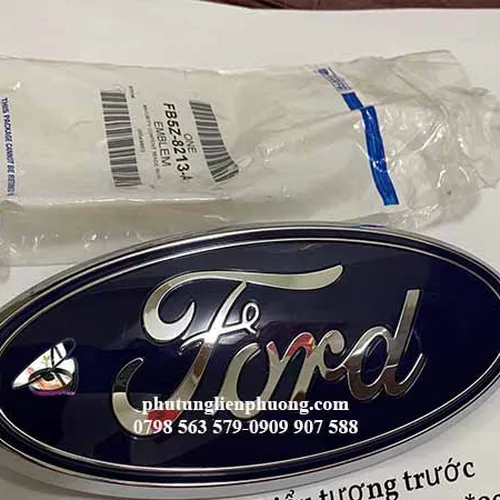 THIS PACKAGE CANNOT BE RETU
ONE
FB5Z-8213-A
EMBLEM
Ford
phutunglienphuong.com
0798 563 579-0909 907 588
tượng trước